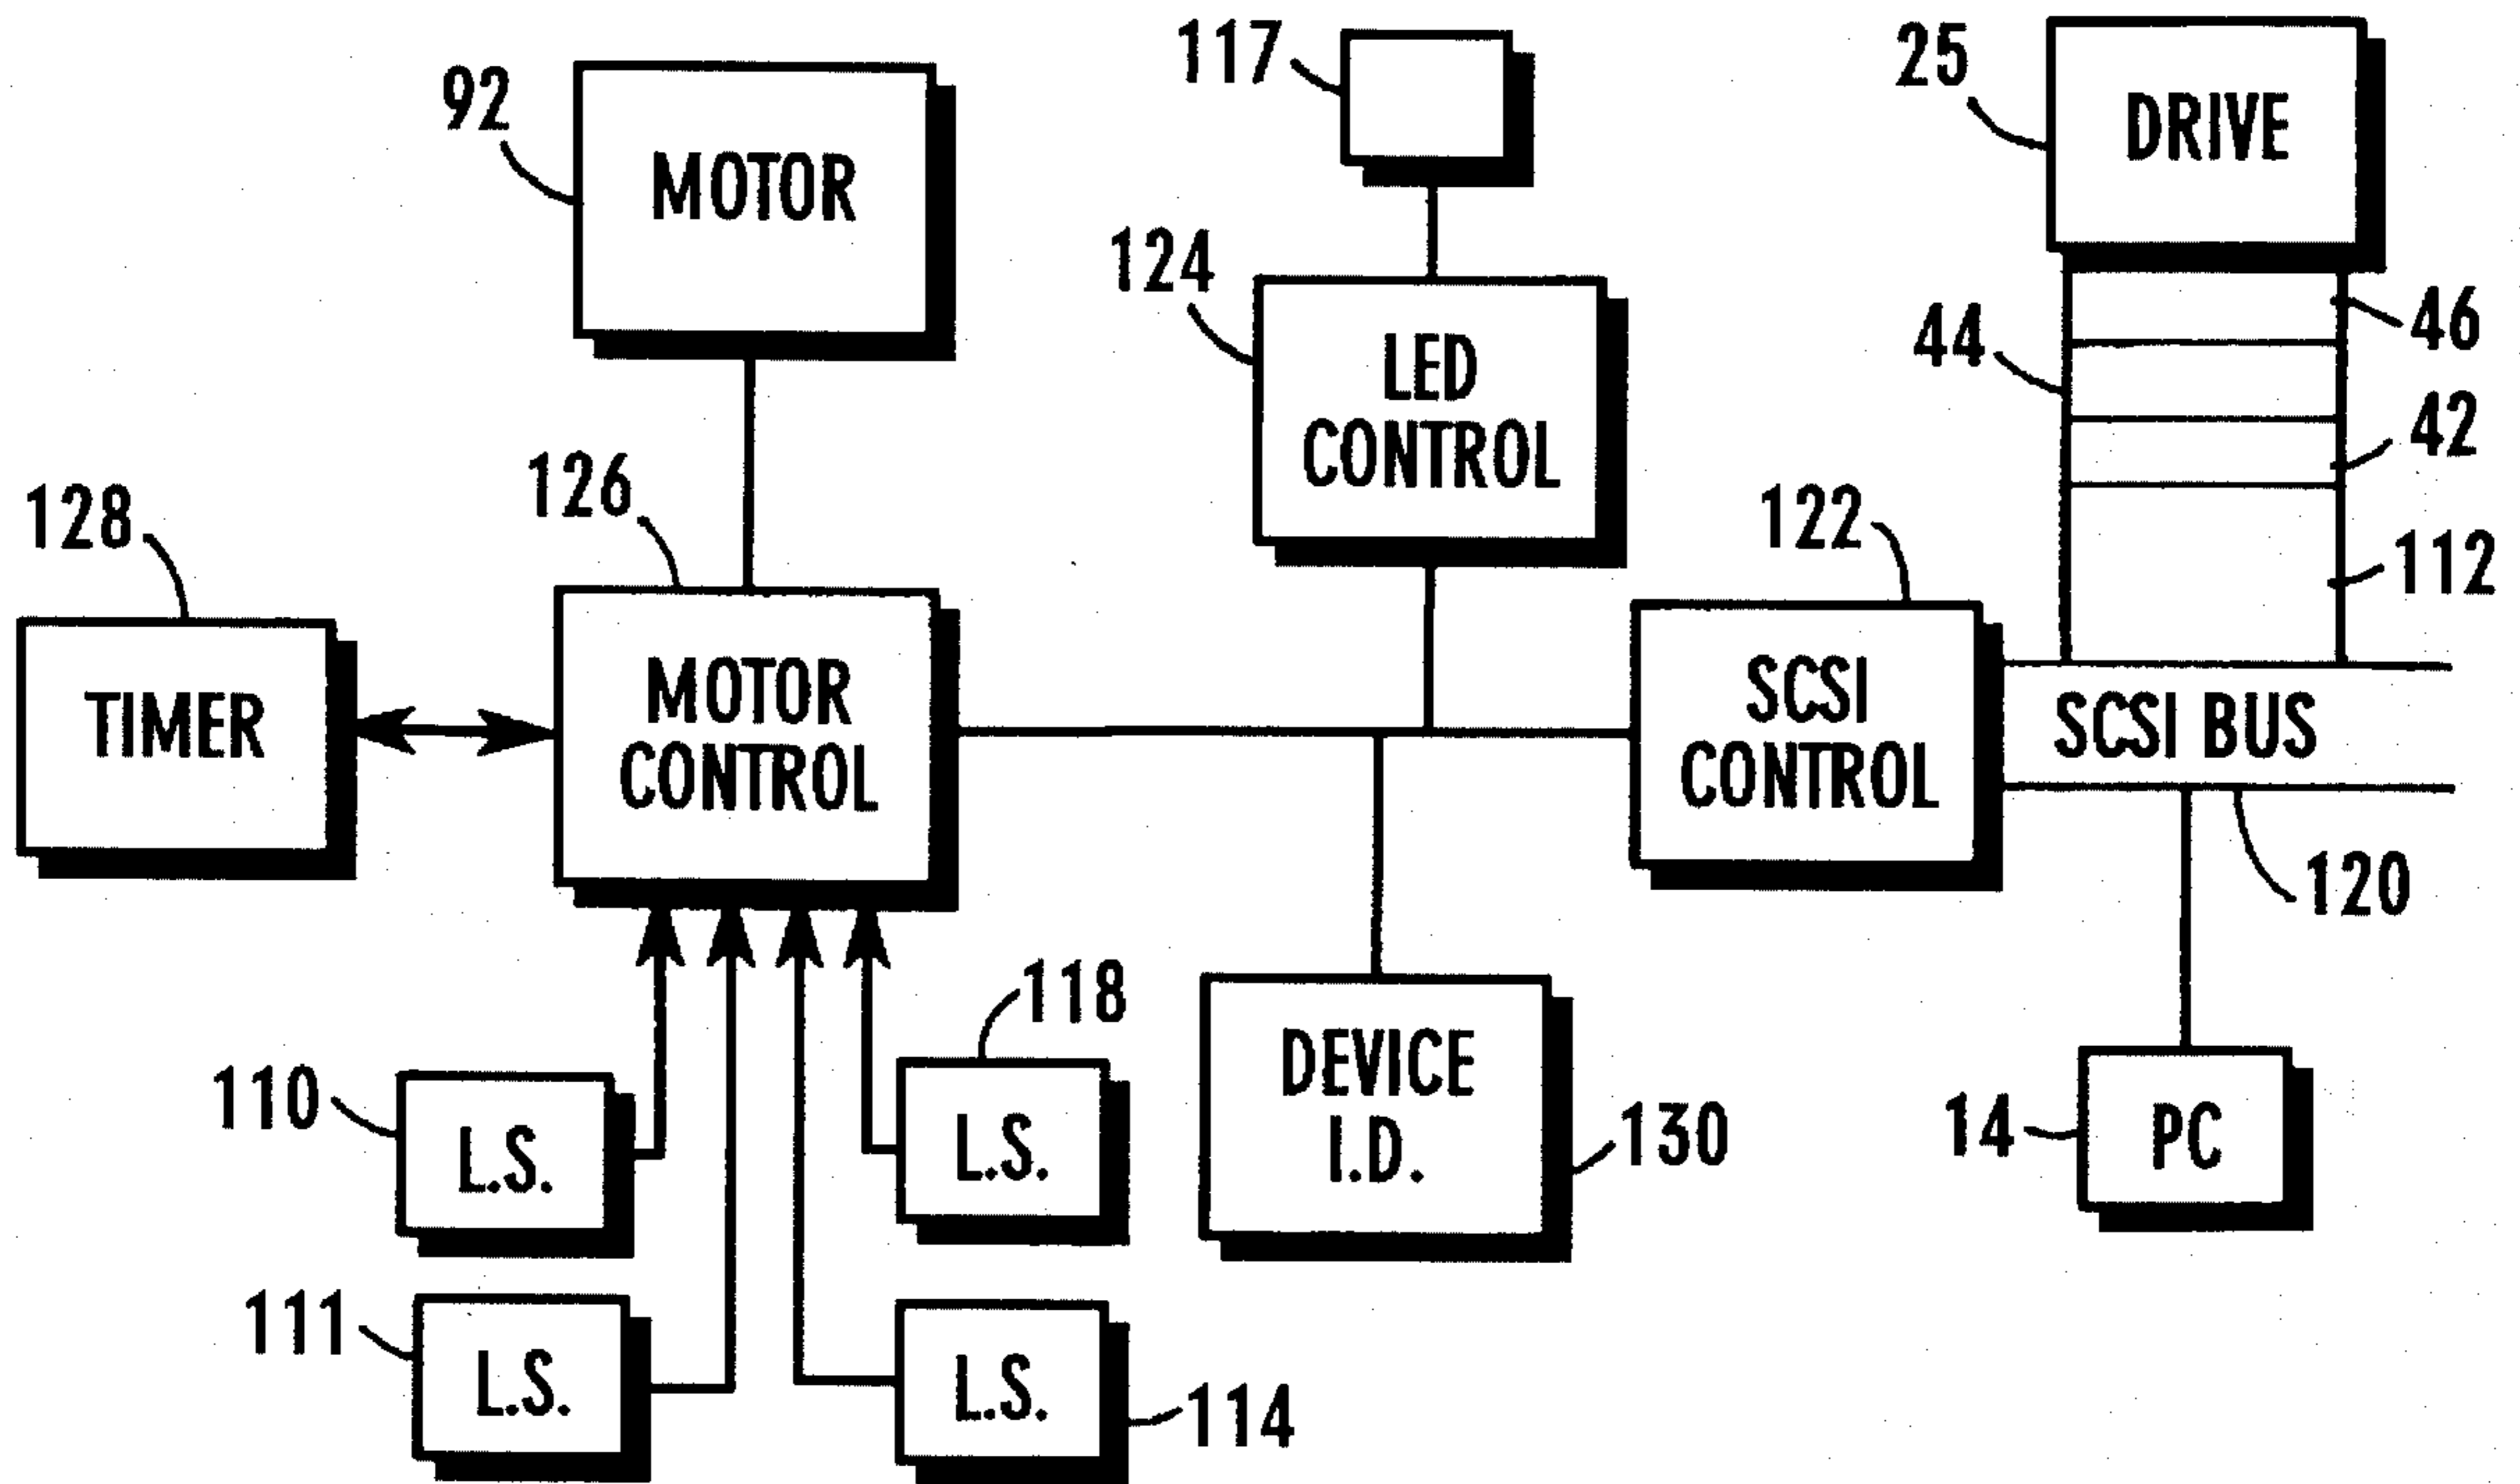 117
25
DRIVE
92
MOTOR
124
LED
CONTROL
44
46
42
112
128
TIMER
126
MOTOR
CONTROL
122
SCSI
CONTROL
SCSI BUS
120
110
L.S.
118
L.S.
DEVICE
I.D.
130
14
PC
111
L.S.
L.S.
114